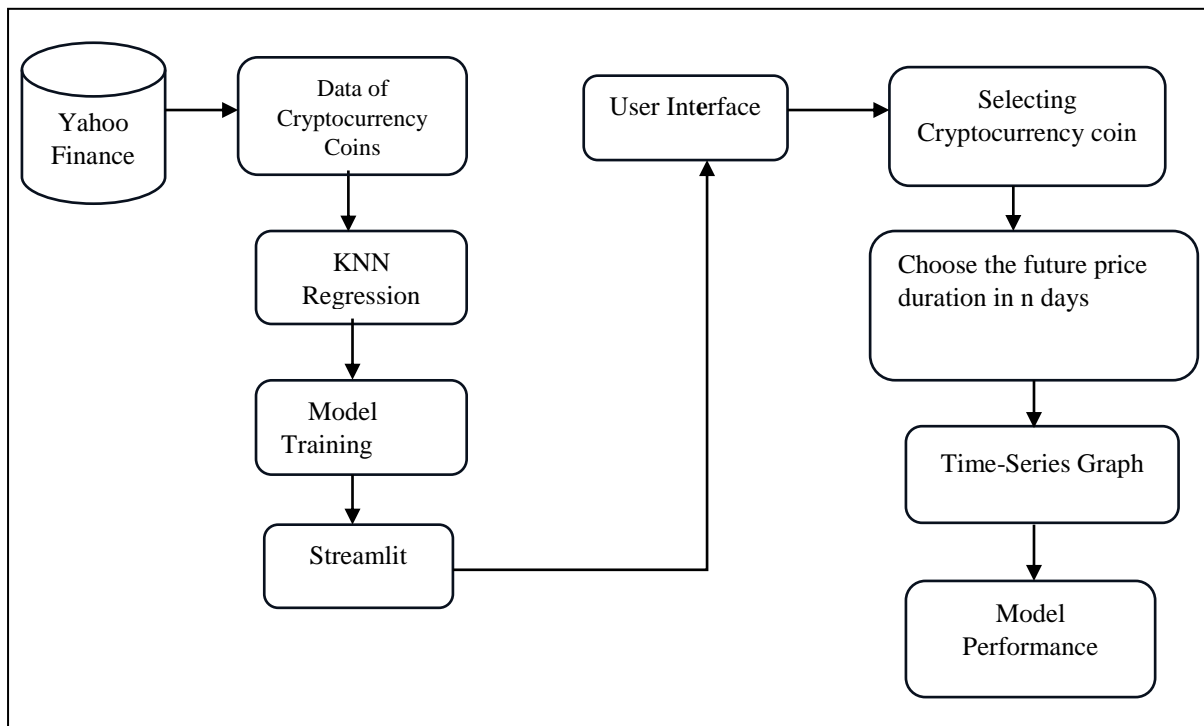 Yahoo
Finance
Data of
Cryptocurrency
Coins
KNN
Regression
Model
Training
Streamlit
User Interface
Selecting
Cryptocurrency coin
Choose the future price
duration in n days
Time-Series Graph
Model
Performance